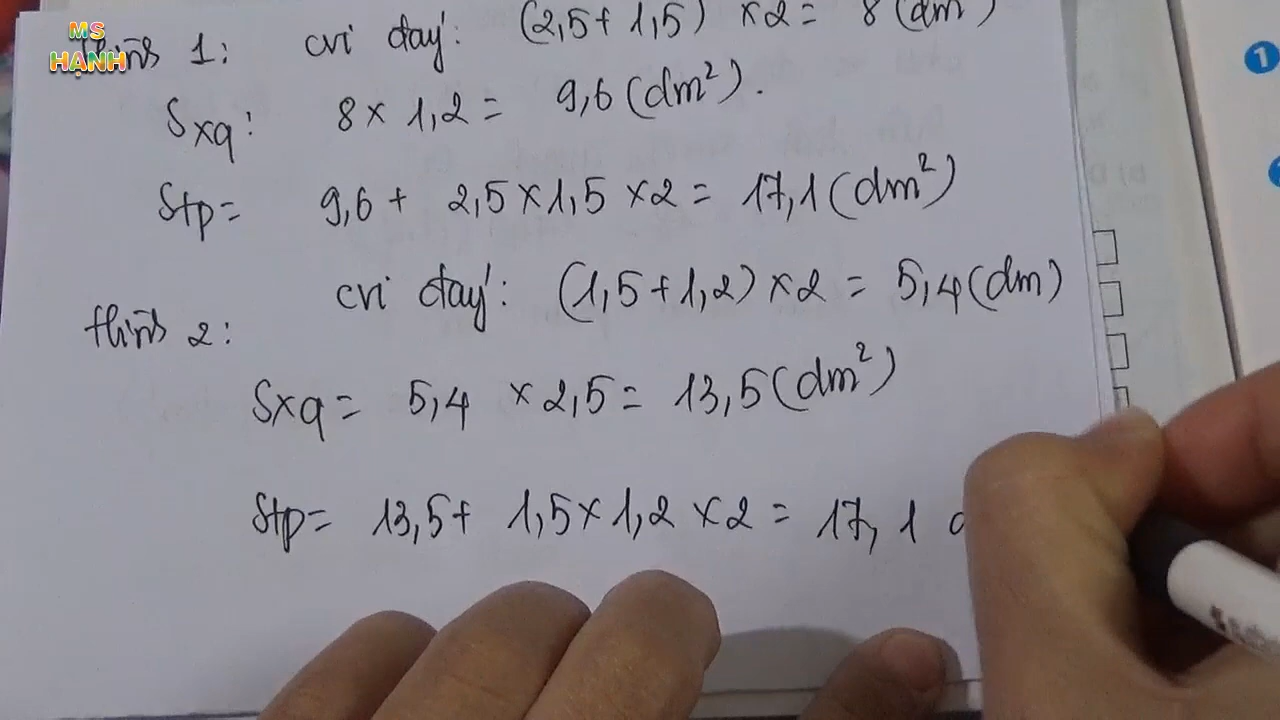 MS
HẠNH
Hình 1: cvi đáy: (2,5+1,5) ×2= 8 (dm)
Sxq: 8 × 1,2 = 9,6 (dm²).
Stp= 9,6 + 2,5×1,5 ×2 = 17,1 (dm²)
cvi đáy: (1,5+1,2) ×2 = 5,4 (dm)
Hình 2:
Sxq = 5,4 ×2,5 = 13,5 (dm²)
Stp= 13,5+ 1,5×1,2 ×2 = 17,1 d
1